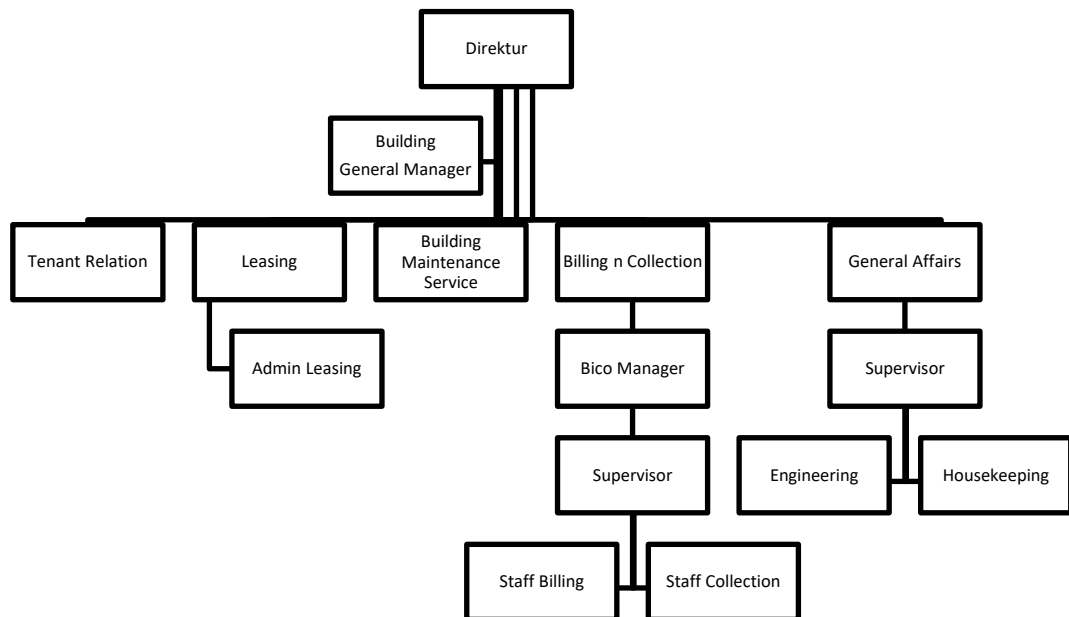 Direktur
Building
General Manager
Tenant Relation
Leasing
Building
Maintenance
Service
Billing n Collection
General Affairs
Admin Leasing
Bico Manager
Supervisor
Supervisor
Engineering
Housekeeping
Staff Billing
Staff Collection